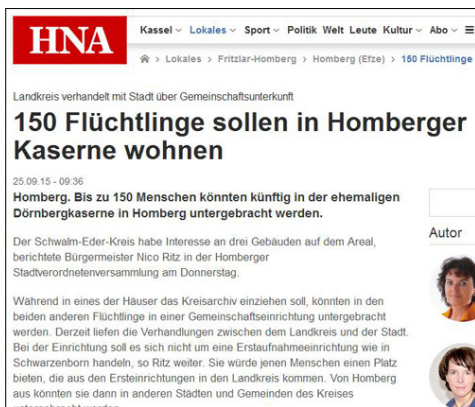 HNA
Kassel Lokales Sport Politik Welt Leute Kultur Abo
Lokales > Fritzlar-Homberg > Homberg (Efze) > 150 Flüchtlinge
Landkreis verhandelt mit Stadt über Gemeinschaftsunterkunft
150 Flüchtlinge sollen in Homberger
Kaserne wohnen
25.09.15 - 09:36
Homberg. Bis zu 150 Menschen könnten künftig in der ehemaligen
Dörnbergkaserne in Homberg untergebracht werden.
Autor
Der Schwalm-Eder-Kreis habe Interesse an drei Gebäuden auf dem Areal,
berichtete Bürgermeister Nico Ritz in der Homberger
Stadtverordnetenversammlung am Donnerstag.
Während in eines der Häuser das Kreisarchiv einziehen soll, könnten in den
beiden anderen Flüchtlinge in einer Gemeinschaftseinrichtung untergebracht
werden. Derzeit liefen die Verhandlungen zwischen dem Landkreis und der Stadt.
Bei der Einrichtung soll es sich nicht um eine Erstaufnahmeeinrichtung wie in
Schwarzenborn handeln, so Ritz weiter. Sie würde jenen Menschen einen Platz
bieten, die aus den Ersteinrichtungen in den Landkreis kommen. Von Homberg
aus könnten sie dann in anderen Städten und Gemeinden des Kreises